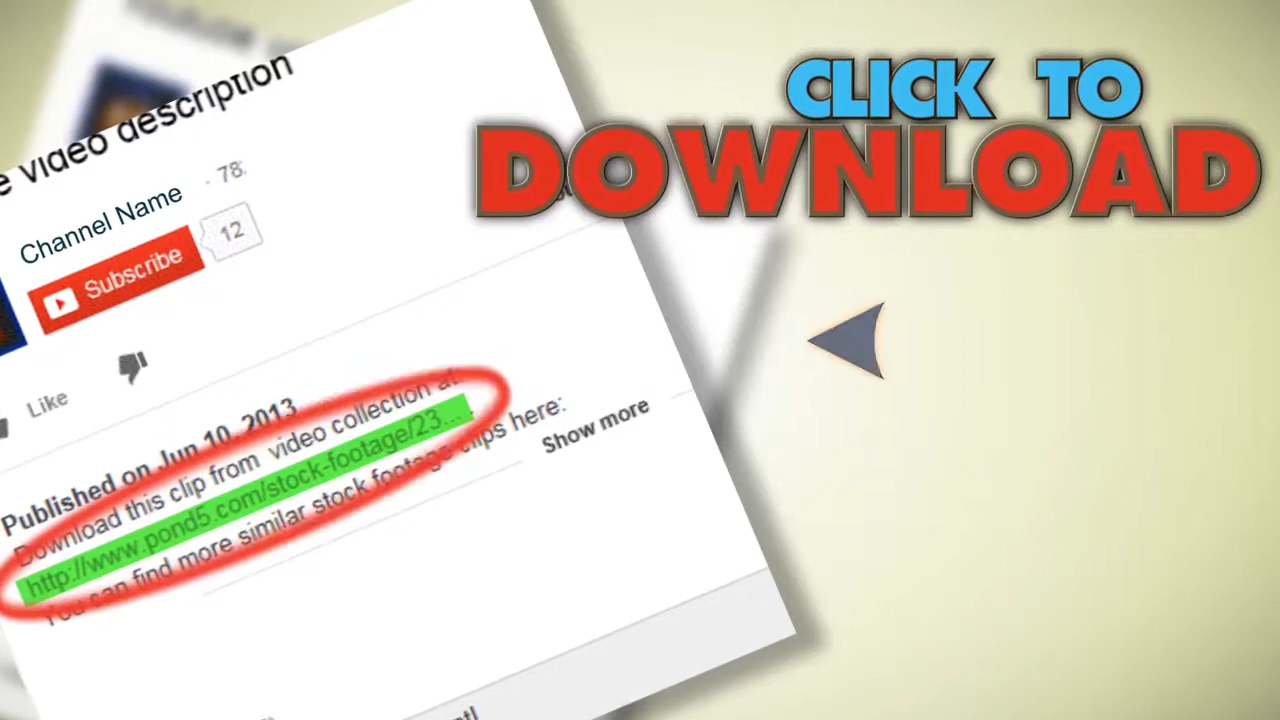 CLICK TO
DOWNLOAD
e video description
Channel Name
78
Subscribe
12
Like
Published on Jun 10, 2013
Download this clip from video collection at
http://www.pond5.com/stock-footage/23...
You can find more similar stock footage clips here:
Show more